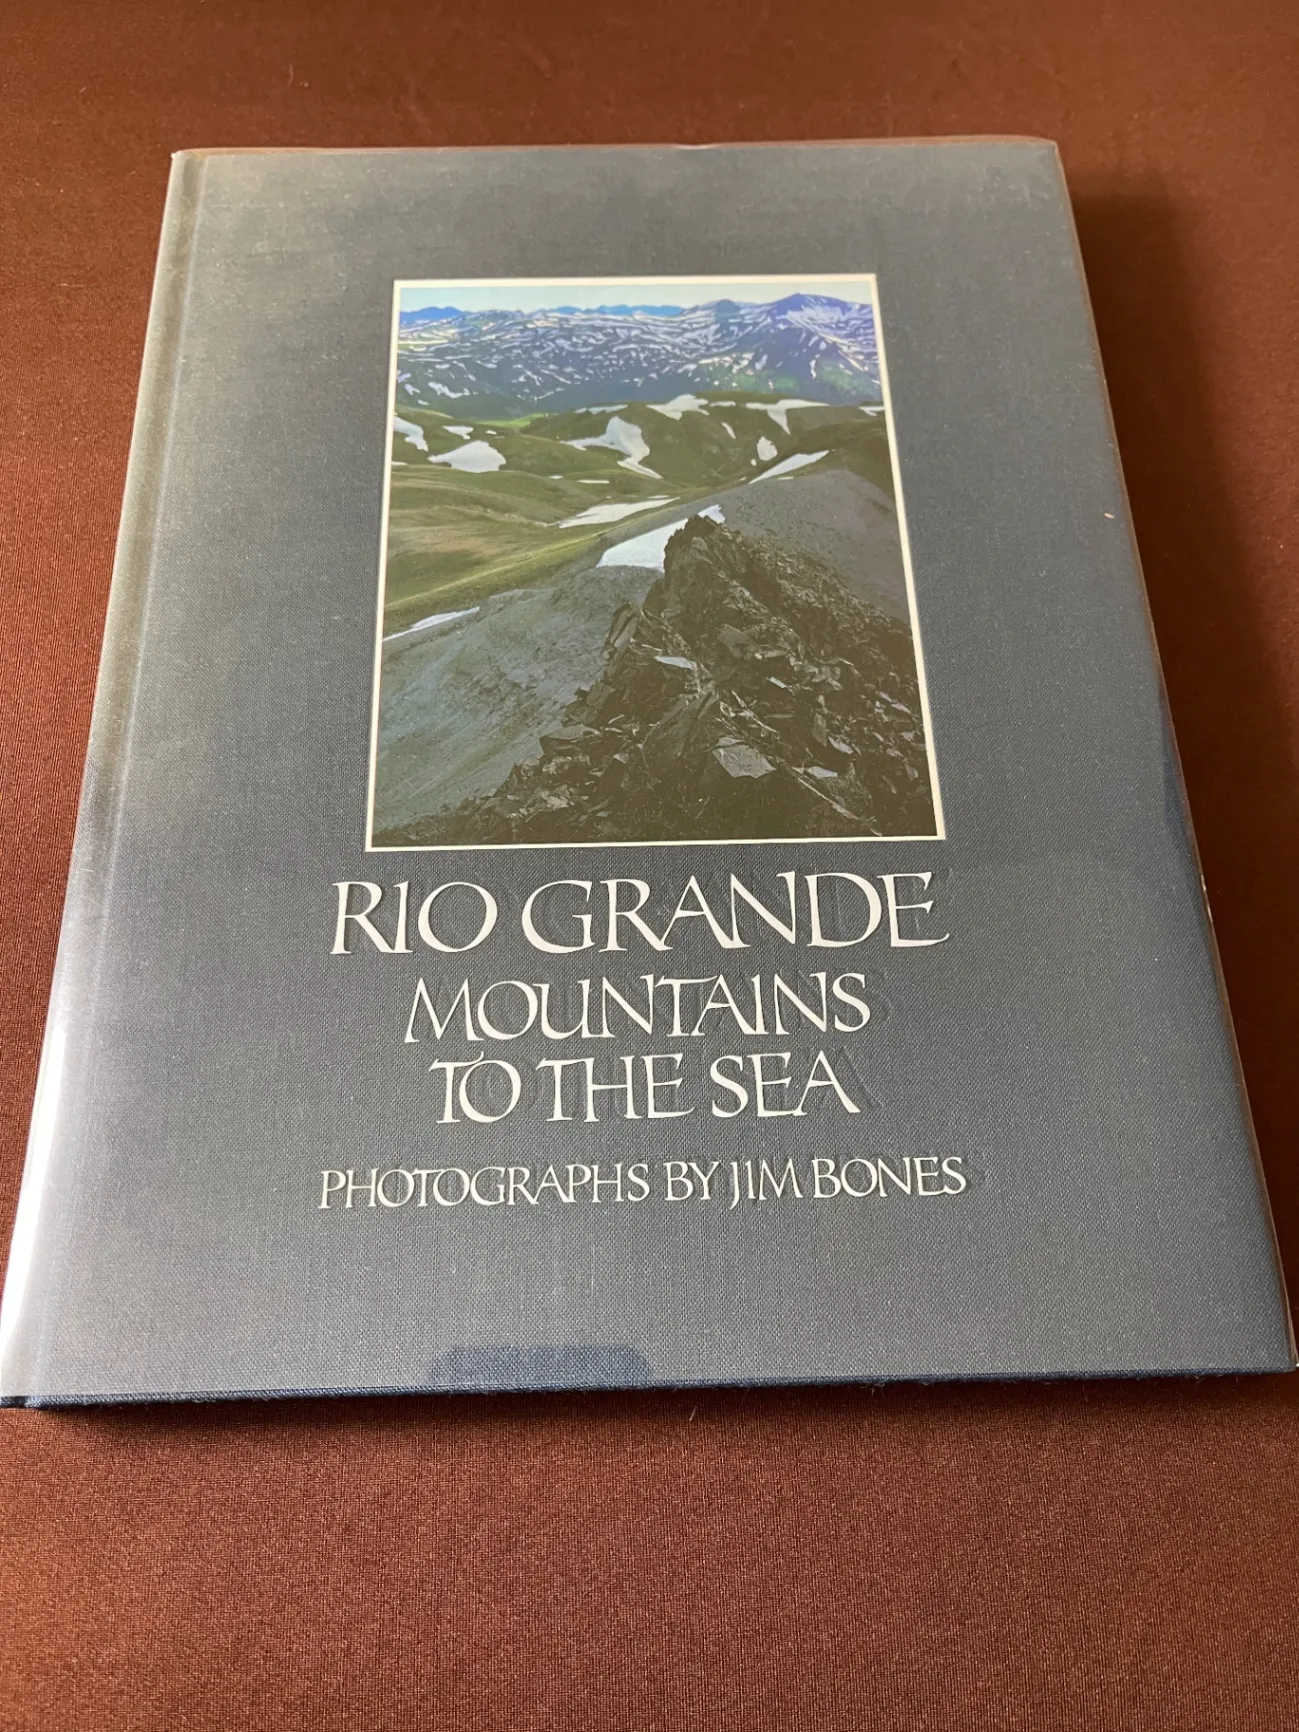 RIO GRANDE
MOUNTAINS
TO THE SEA
PHOTOGRAPHS BY JIM BONES